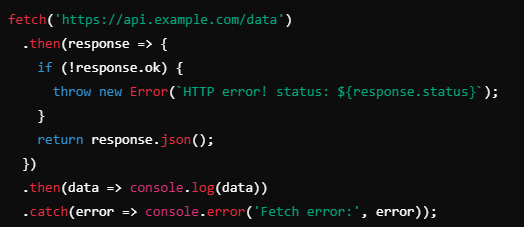 fetch('https://api.example.com/data')
  .then(response => {
    if (!response.ok) {
      throw new Error(`HTTP error! status: ${response.status}`);
    }
    return response.json();
  })
  .then(data => console.log(data))
  .catch(error => console.error('Fetch error:', error));